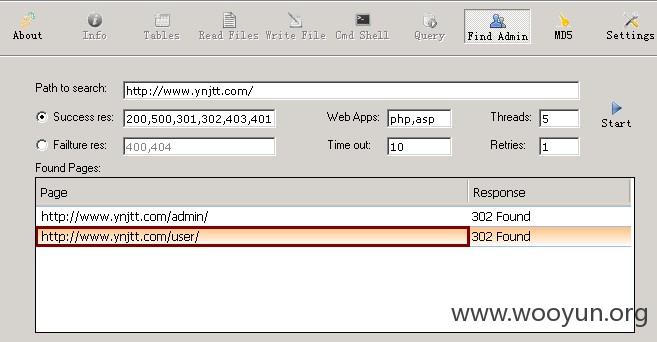 About Info Tables Read Files Write File Cmd Shell Query Find Admin MD5 Settings
Path to search: http://www.ynjtt.com/
Success res: 200,500,301,302,403,401 Web Apps: php,asp Threads: 5
Start
Failture res: 400,404 Time out: 10 Retries: 1
Found Pages:
Page Response
http://www.ynjtt.com/admin/ 302 Found
http://www.ynjtt.com/user/ 302 Found
www.wooyun.org